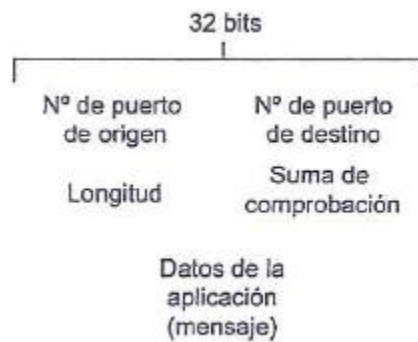 32 bits
Nº de puerto de origen
Nº de puerto de destino
Longitud
Suma de comprobación
Datos de la aplicación (mensaje)